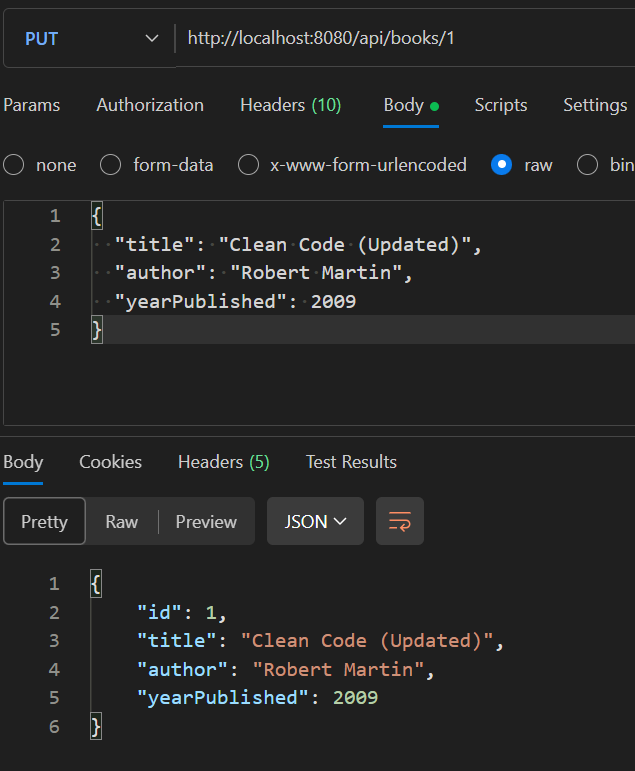 PUT http://localhost:8080/api/books/1
Params Authorization Headers (10) Body Scripts Settings
none form-data x-www-form-urlencoded raw bin
1 {
2 "title": "Clean Code (Updated)",
3 "author": "Robert Martin",
4 "yearPublished": 2009
5 }
Body Cookies Headers (5) Test Results
Pretty Raw Preview JSON
1 {
2 "id": 1,
3 "title": "Clean Code (Updated)",
4 "author": "Robert Martin",
5 "yearPublished": 2009
6 }